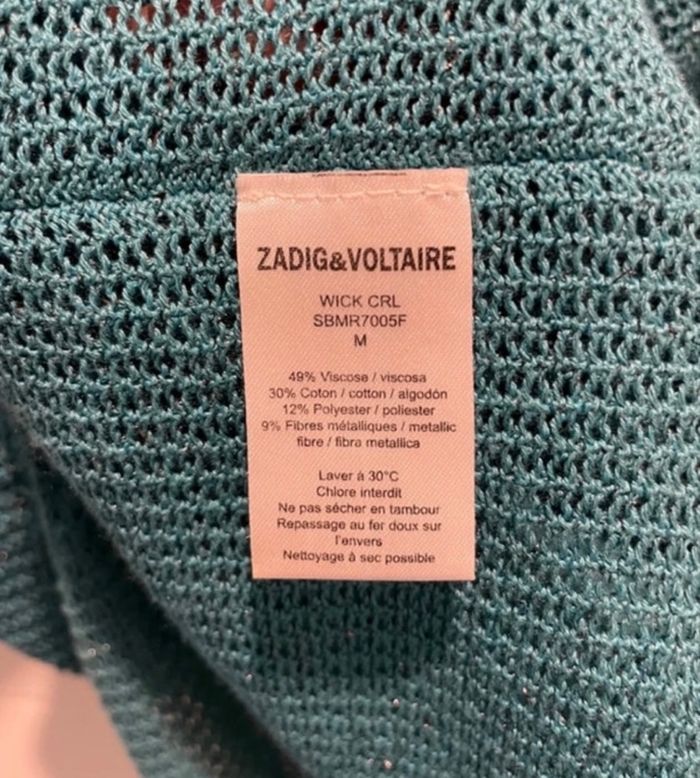 ZADIG&VOLTAIRE
WICK CRL
SBMR7005F
M
49% Viscose / viscosa
30% Coton / cotton / algodón
12% Polyester / poliester
9% Fibres métalliques / metallic
fibre / fibra metallica
Laver à 30°C
Chlore interdit
Ne pas sécher en tambour
Repassage au fer doux sur
l'envers
Nettoyage à sec possible